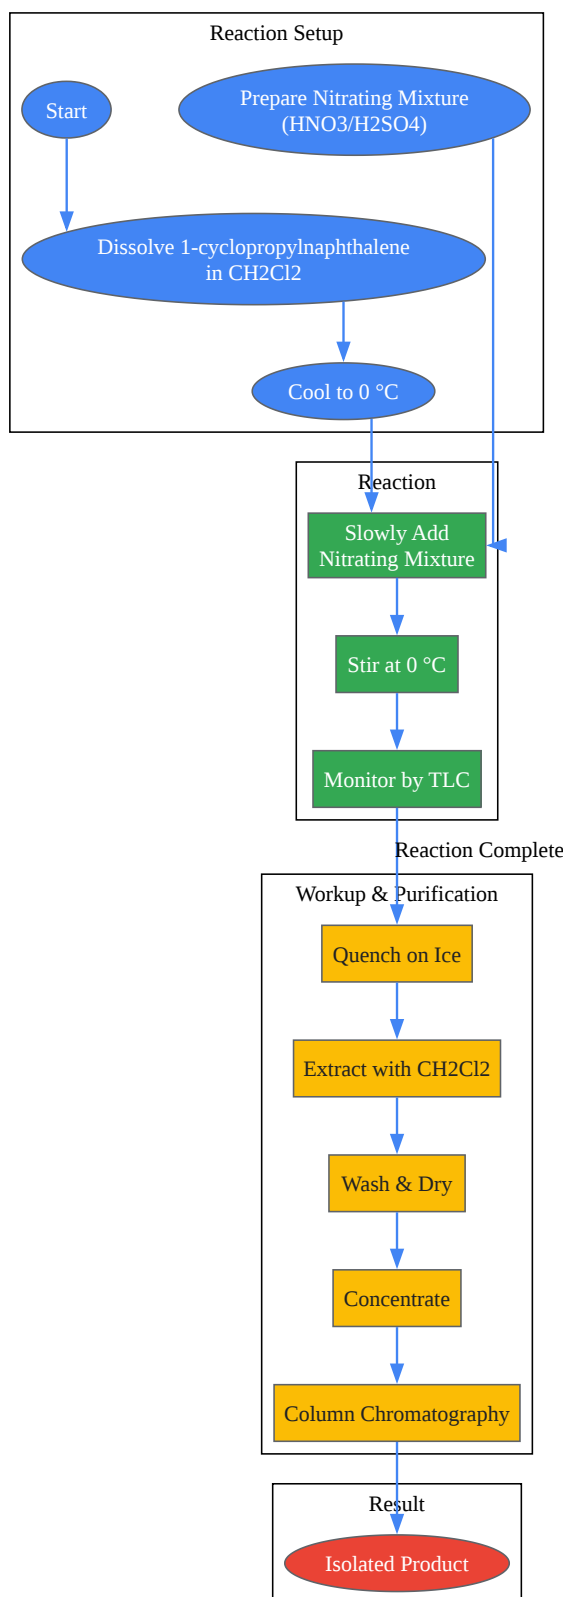 Reaction Setup
Start
Prepare Nitrating Mixture
(HNO3/H2SO4)
Dissolve 1-cyclopropylnaphthalene
in CH2Cl2
Cool to 0 °C
Reaction
Slowly Add
Nitrating Mixture
Stir at 0 °C
Monitor by TLC
Reaction Complete
Workup & Purification
Quench on Ice
Extract with CH2Cl2
Wash & Dry
Concentrate
Column Chromatography
Result
Isolated Product